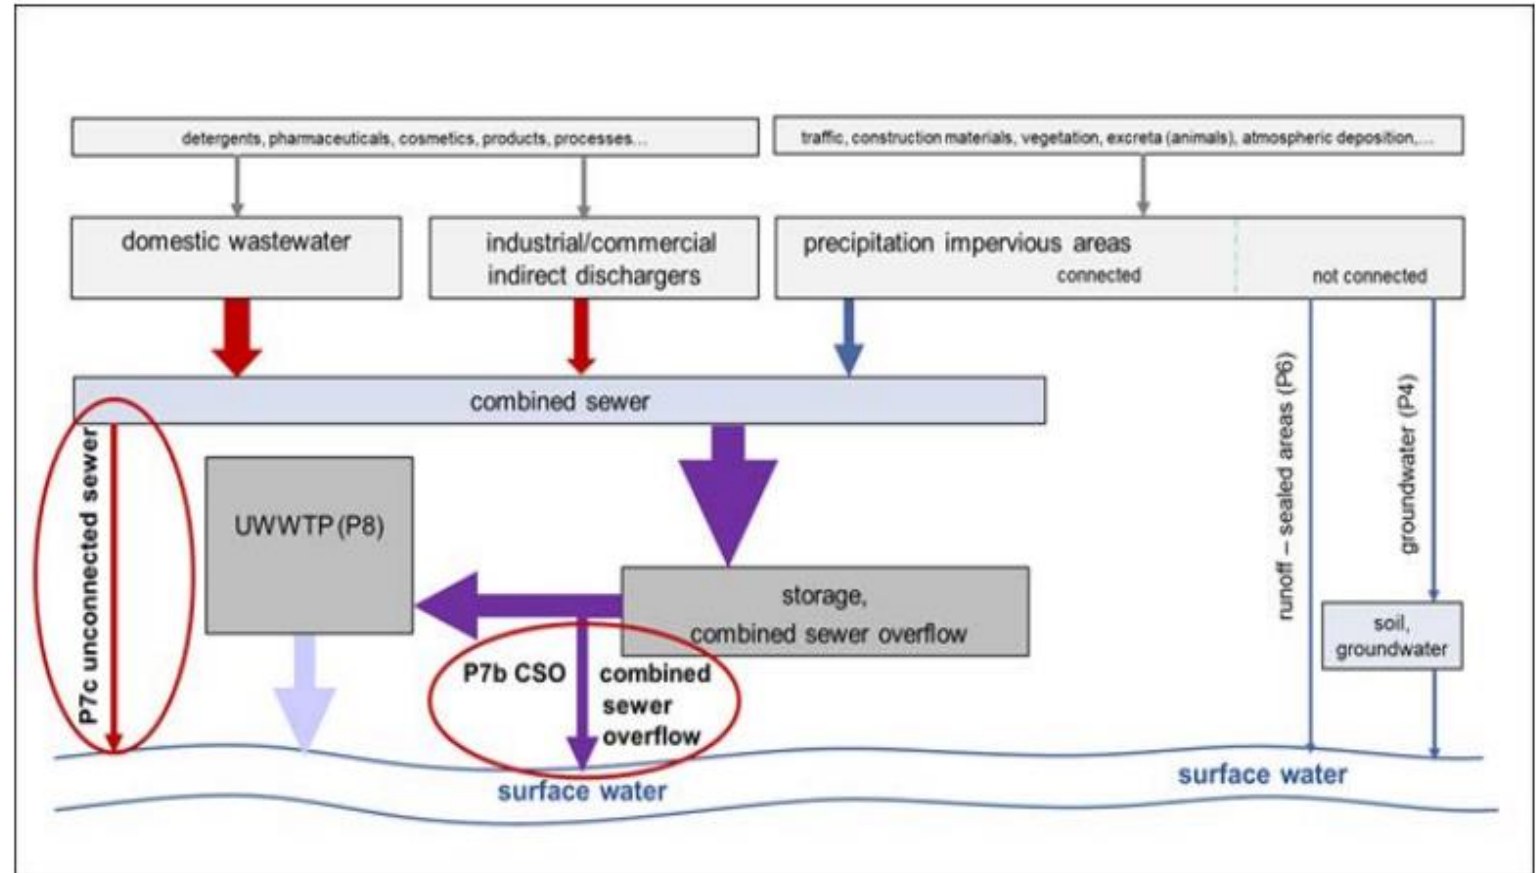 detergents, pharmaceuticals, cosmetics, products, processes...
traffic, construction materials, vegetation, excreta (animals), atmospheric deposition,...
domestic wastewater
industrial/commercial
indirect dischargers
precipitation impervious areas
connected
not connected
combined sewer
P7c unconnected sewer
UWWTP (P8)
storage,
combined sewer overflow
P7b CSO
combined
sewer
overflow
runoff – sealed areas (P6)
groundwater (P4)
soil,
groundwater
surface water
surface water